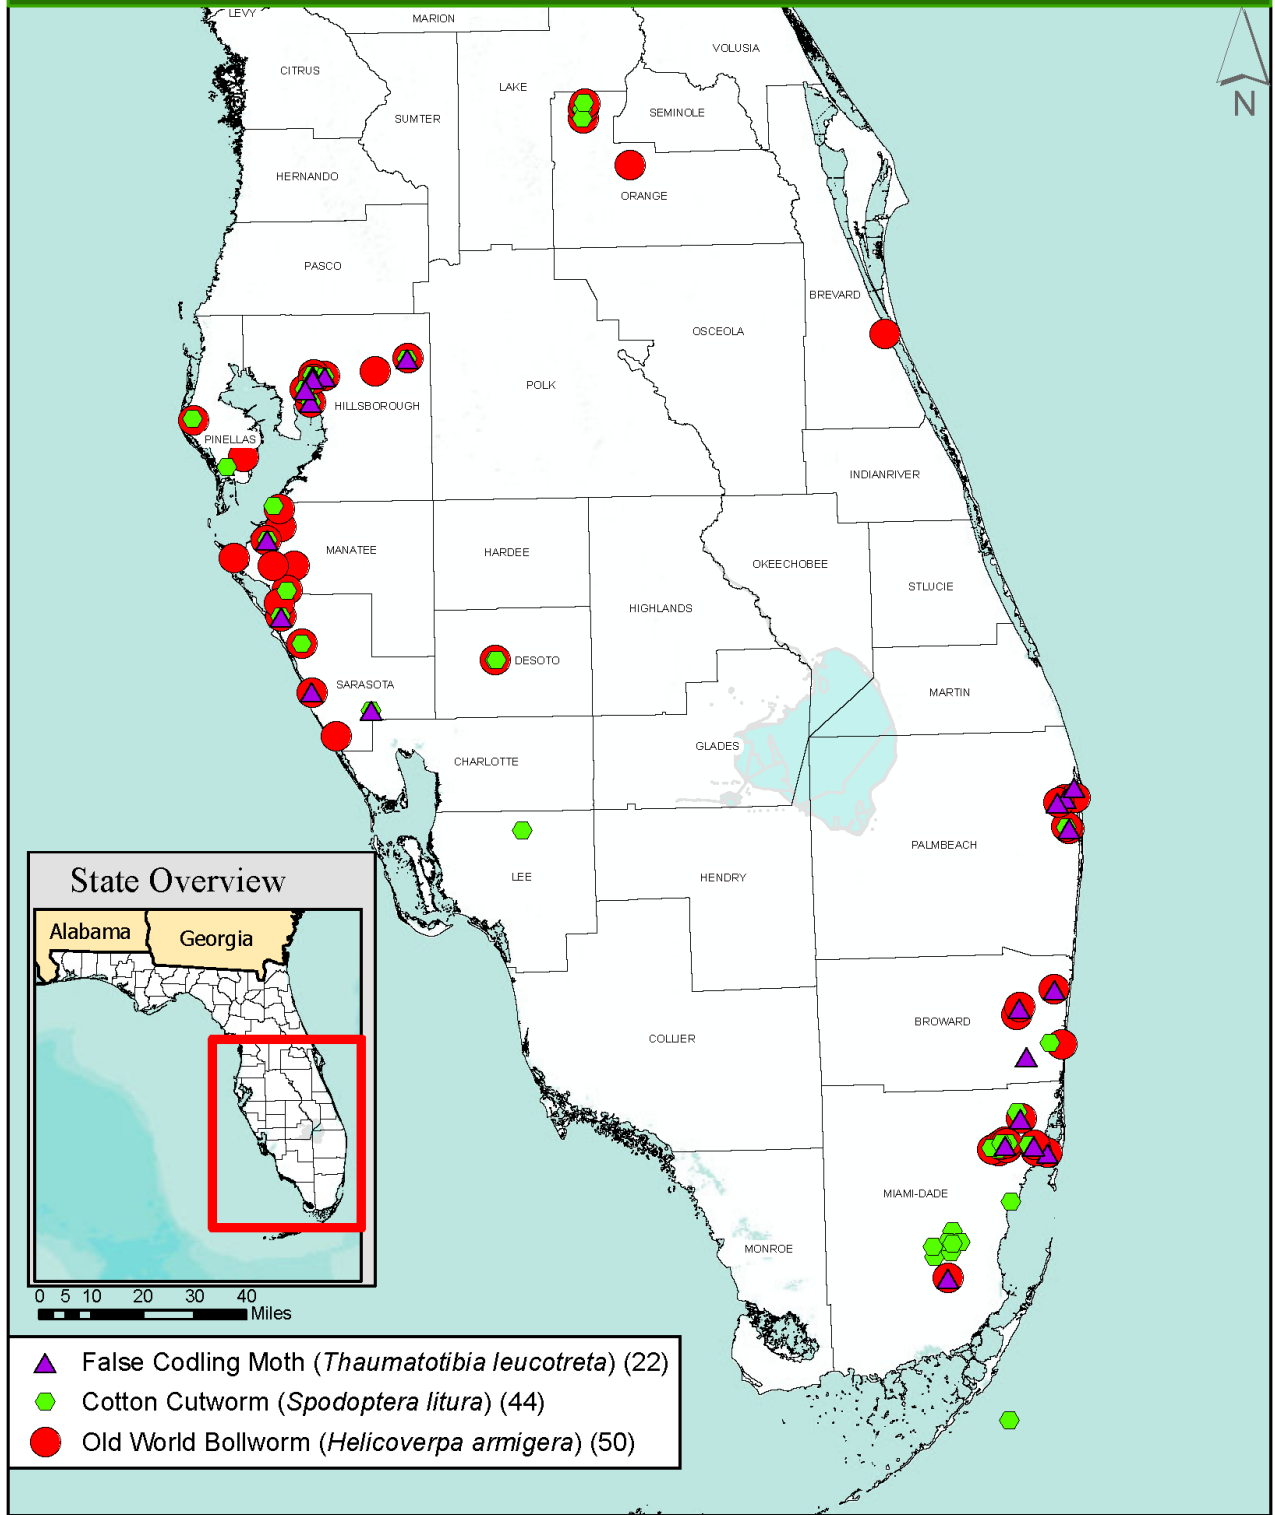 LEVY
MARION
VOLUSIA
CITRUS
LAKE
SUMTER
SEMINOLE
N
HERNANDO
ORANGE
PASCO
BREVARD
OSCEOLA
POLK
HILLSBOROUGH
PINELLAS
INDIANRIVER
MANATEE
HARDEE
OKEECHOBEE
STLUCIE
HIGHLANDS
DESOTO
SARASOTA
MARTIN
GLADES
CHARLOTTE
PALMBEACH
LEE
HENDRY
State Overview
Alabama
Georgia
BROWARD
COLLIER
MIAMI-DADE
MONROE
0 5 10 20 30 40
Miles
False Codling Moth (Thaumatotibia leucotreta) (22)
Cotton Cutworm (Spodoptera litura) (44)
Old World Bollworm (Helicoverpa armigera) (50)